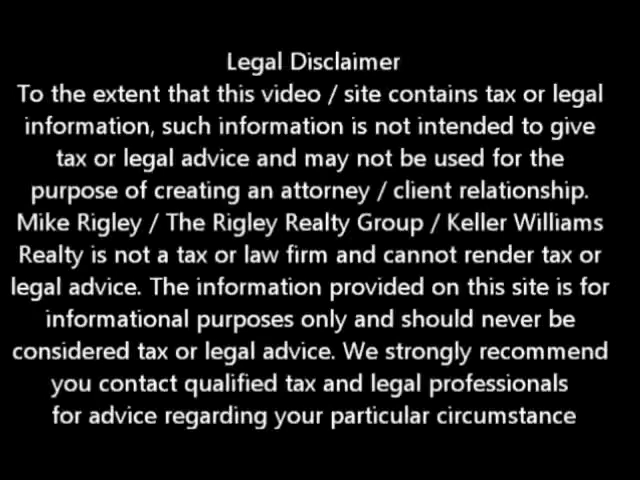 Legal Disclaimer
To the extent that this video / site contains tax or legal
information, such information is not intended to give
tax or legal advice and may not be used for the
purpose of creating an attorney / client relationship.
Mike Rigley / The Rigley Realty Group / Keller Williams
Realty is not a tax or law firm and cannot render tax or
legal advice. The information provided on this site is for
informational purposes only and should never be
considered tax or legal advice. We strongly recommend
you contact qualified tax and legal professionals
for advice regarding your particular circumstance